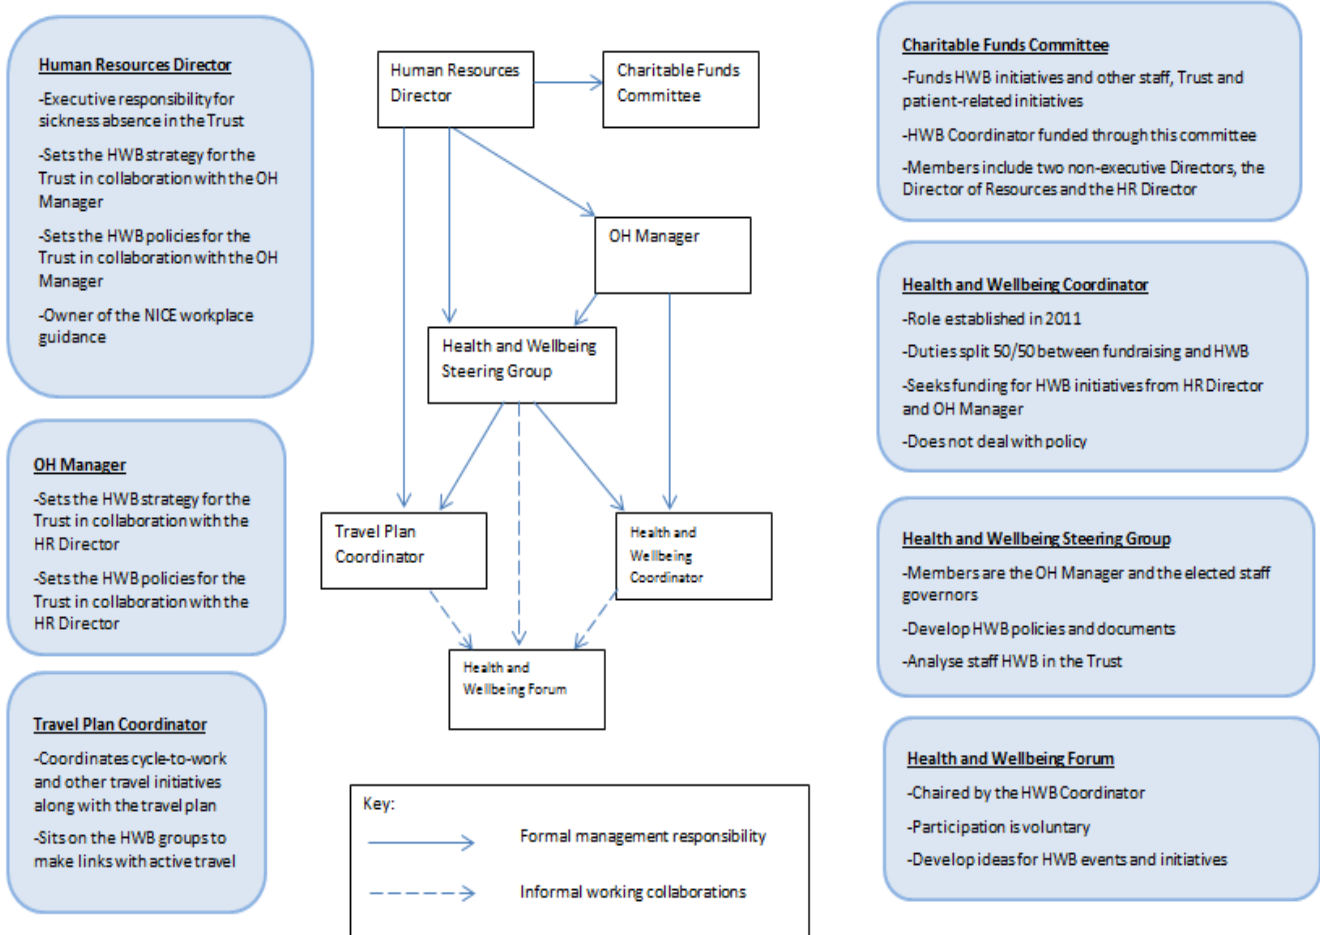 Human Resources Director
-Executive responsibility for
sickness absence in the Trust
-Sets the HWB strategy for the
Trust in collaboration with the OH
Manager
-Sets the HWB policies for the
Trust in collaboration with the OH
Manager
-Owner of the NICE workplace
guidance
OH Manager
-Sets the HWB strategy for the
Trust in collaboration with the
HR Director
-Sets the HWB policies for the
Trust in collaboration with the
HR Director
Travel Plan Coordinator
-Coordinates cycle-to-work
and other travel initiatives
along with the travel plan
-Sits on the HWB groups to
make links with active travel
Human Resources
Director
Charitable Funds
Committee
OH Manager
Health and Wellbeing
Steering Group
Travel Plan
Coordinator
Health and
Wellbeing
Coordinator
Health and
Wellbeing Forum
Key:
Formal management responsibility
Informal working collaborations
Charitable Funds Committee
-Funds HWB initiatives and other staff, Trust and
patient-related initiatives
-HWB Coordinator funded through this committee
-Members include two non-executive Directors, the
Director of Resources and the HR Director
Health and Wellbeing Coordinator
-Role established in 2011
-Duties split 50/50 between fundraising and HWB
-Seeks funding for HWB initiatives from HR Director
and OH Manager
-Does not deal with policy
Health and Wellbeing Steering Group
-Members are the OH Manager and the elected staff
governors
-Develop HWB policies and documents
-Analyse staff HWB in the Trust
Health and Wellbeing Forum
-Chaired by the HWB Coordinator
-Participation is voluntary
-Develop ideas for HWB events and initiatives